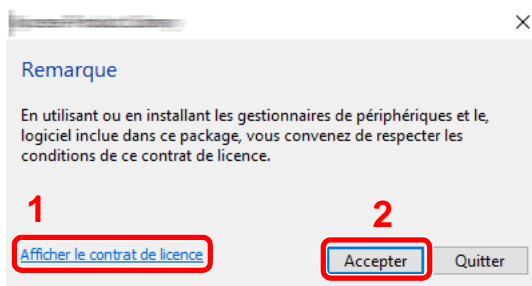 Remarque
En utilisant ou en installant les gestionnaires de périphériques et le,
logiciel inclue dans ce package, vous convenez de respecter les
conditions de ce contrat de licence.
1
2
Afficher le contrat de licence
Accepter
Quitter